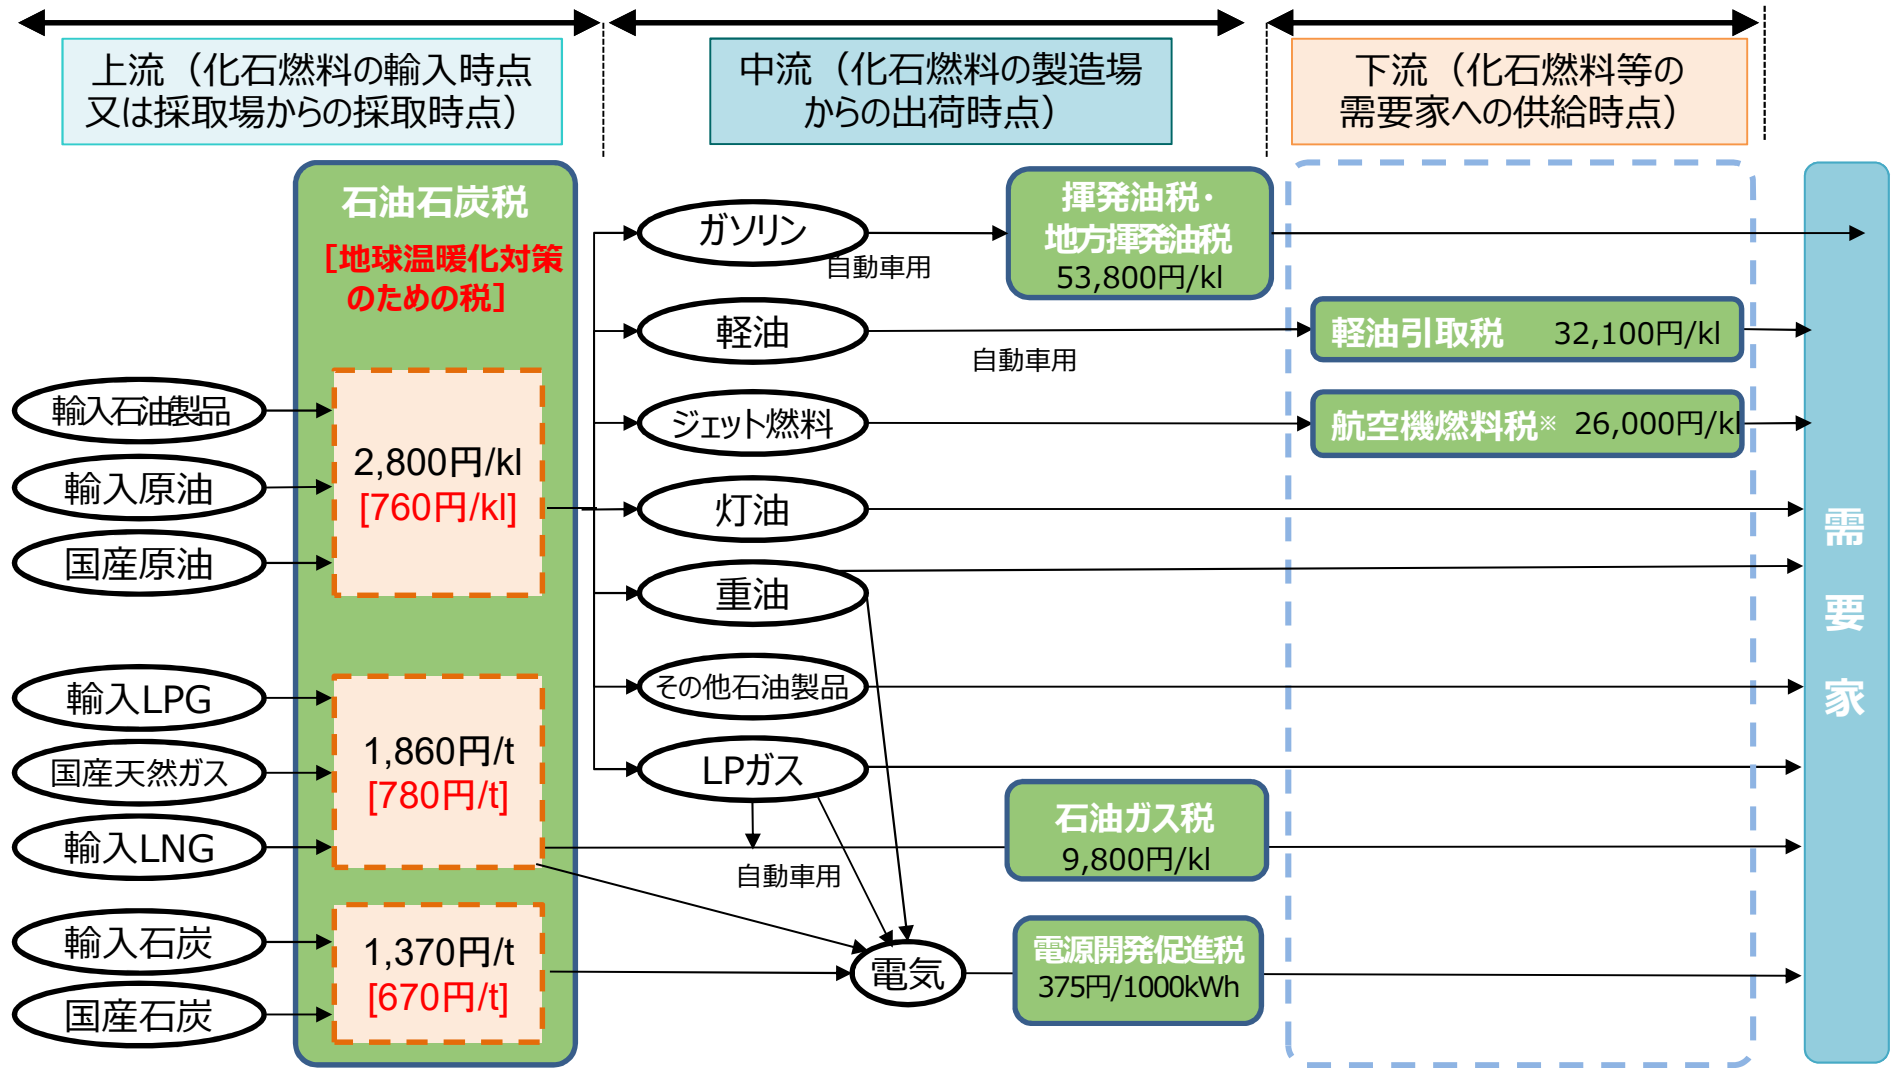 上流（化石燃料の輸入時点
又は採取場からの採取時点）
中流（化石燃料の製造場
からの出荷時点）
下流（化石燃料等の
需要家への供給時点）
石油石炭税
［地球温暖化対策
のための税］
輸入石油製品
輸入原油
国産原油
2,800円/kl
[760円/kl]
輸入LPG
国産天然ガス
輸入LNG
1,860円/t
[780円/t]
輸入石炭
国産石炭
1,370円/t
[670円/t]
ガソリン
自動車用
揮発油税・
地方揮発油税
53,800円/kl
軽油
自動車用
軽油引取税 32,100円/kl
ジェット燃料
航空機燃料税※ 26,000円/kl
灯油
重油
その他石油製品
LPガス
自動車用
石油ガス税
9,800円/kl
電気
電源開発促進税
375円/1000kWh
需
要
家